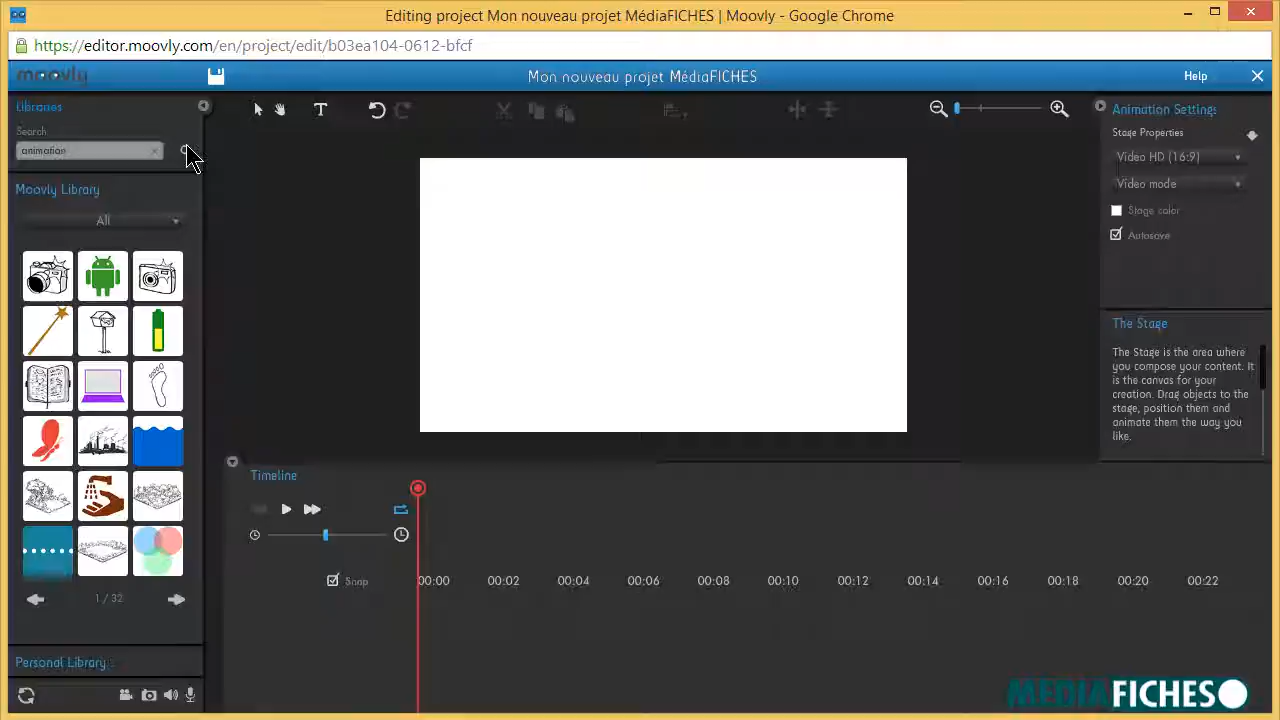 Editing project Mon nouveau projet MédiaFICHES | Moovly - Google Chrome
https://editor.moovly.com/en/project/edit/b03ea104-0612-bfcf
moovly
Mon nouveau projet MédiaFICHES
Help
Libraries
Search
animation
Moovly Library
All
1 / 32
Personal Library
T
Animation Settings
Stage Properties
Video HD (16:9)
Video mode
Stage color
Autosave
The Stage
The Stage is the area where
you compose your content. It
is the canvas for your
creation. Drag objects to the
stage, position them and
animate them the way you
like.
Timeline
Snap
00:00 00:02 00:04 00:06 00:08 00:10 00:12 00:14 00:16 00:18 00:20 00:22
MÉDIAFICHES